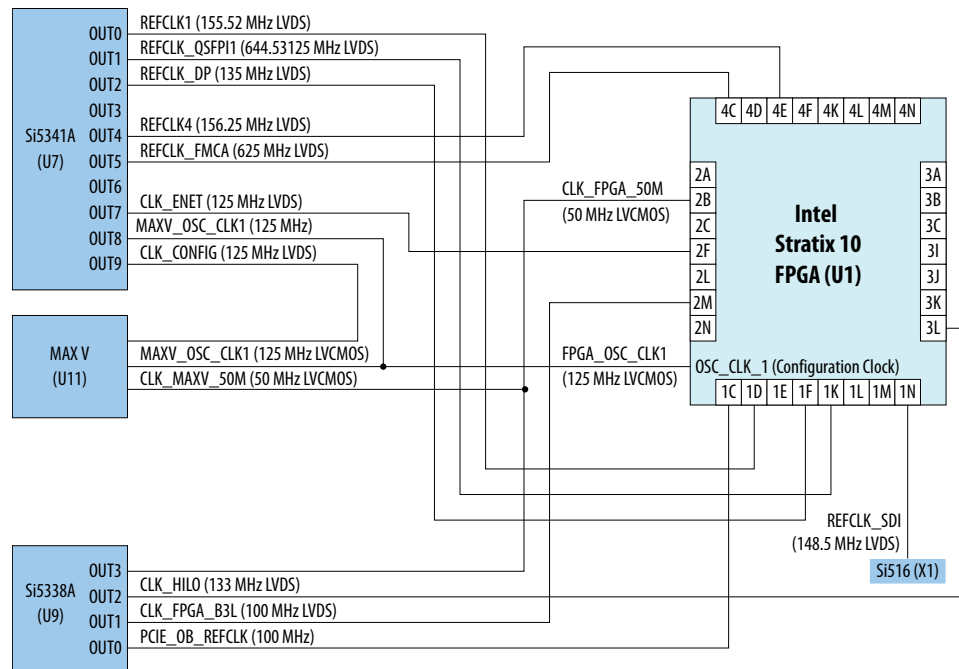 Si5341A
(U7)
OUT0
OUT1
OUT2
OUT3
OUT4
OUT5
OUT6
OUT7
OUT8
OUT9
REFCLK1 (155.52 MHz LVDS)
REFCLK_QSFPI1 (644.53125 MHz LVDS)
REFCLK_DP (135 MHz LVDS)
REFCLK4 (156.25 MHz LVDS)
REFCLK_FMCA (625 MHz LVDS)
CLK_ENET (125 MHz LVDS)
MAXV_OSC_CLK1 (125 MHz)
CLK_CONFIG (125 MHz LVDS)
MAX V
(U11)
MAXV_OSC_CLK1 (125 MHz LVCMOS)
CLK_MAXV_50M (50 MHz LVCMOS)
Si5338A
(U9)
OUT3
OUT2
OUT1
OUT0
CLK_HILO (133 MHz LVDS)
CLK_FPGA_B3L (100 MHz LVDS)
PCIE_OB_REFCLK (100 MHz)
CLK_FPGA_50M
(50 MHz LVCMOS)
FPGA_OSC_CLK1
(125 MHz LVCMOS)
4C 4D 4E 4F 4K 4L 4M 4N
2A
2B
2C
2F
2L
2M
2N
Intel
Stratix 10
FPGA (U1)
3A
3B
3C
3I
3J
3K
3L
OSC_CLK_1 (Configuration Clock)
1C 1D 1E 1F 1K 1L 1M 1N
REFCLK_SDI
(148.5 MHz LVDS)
Si516 (X1)